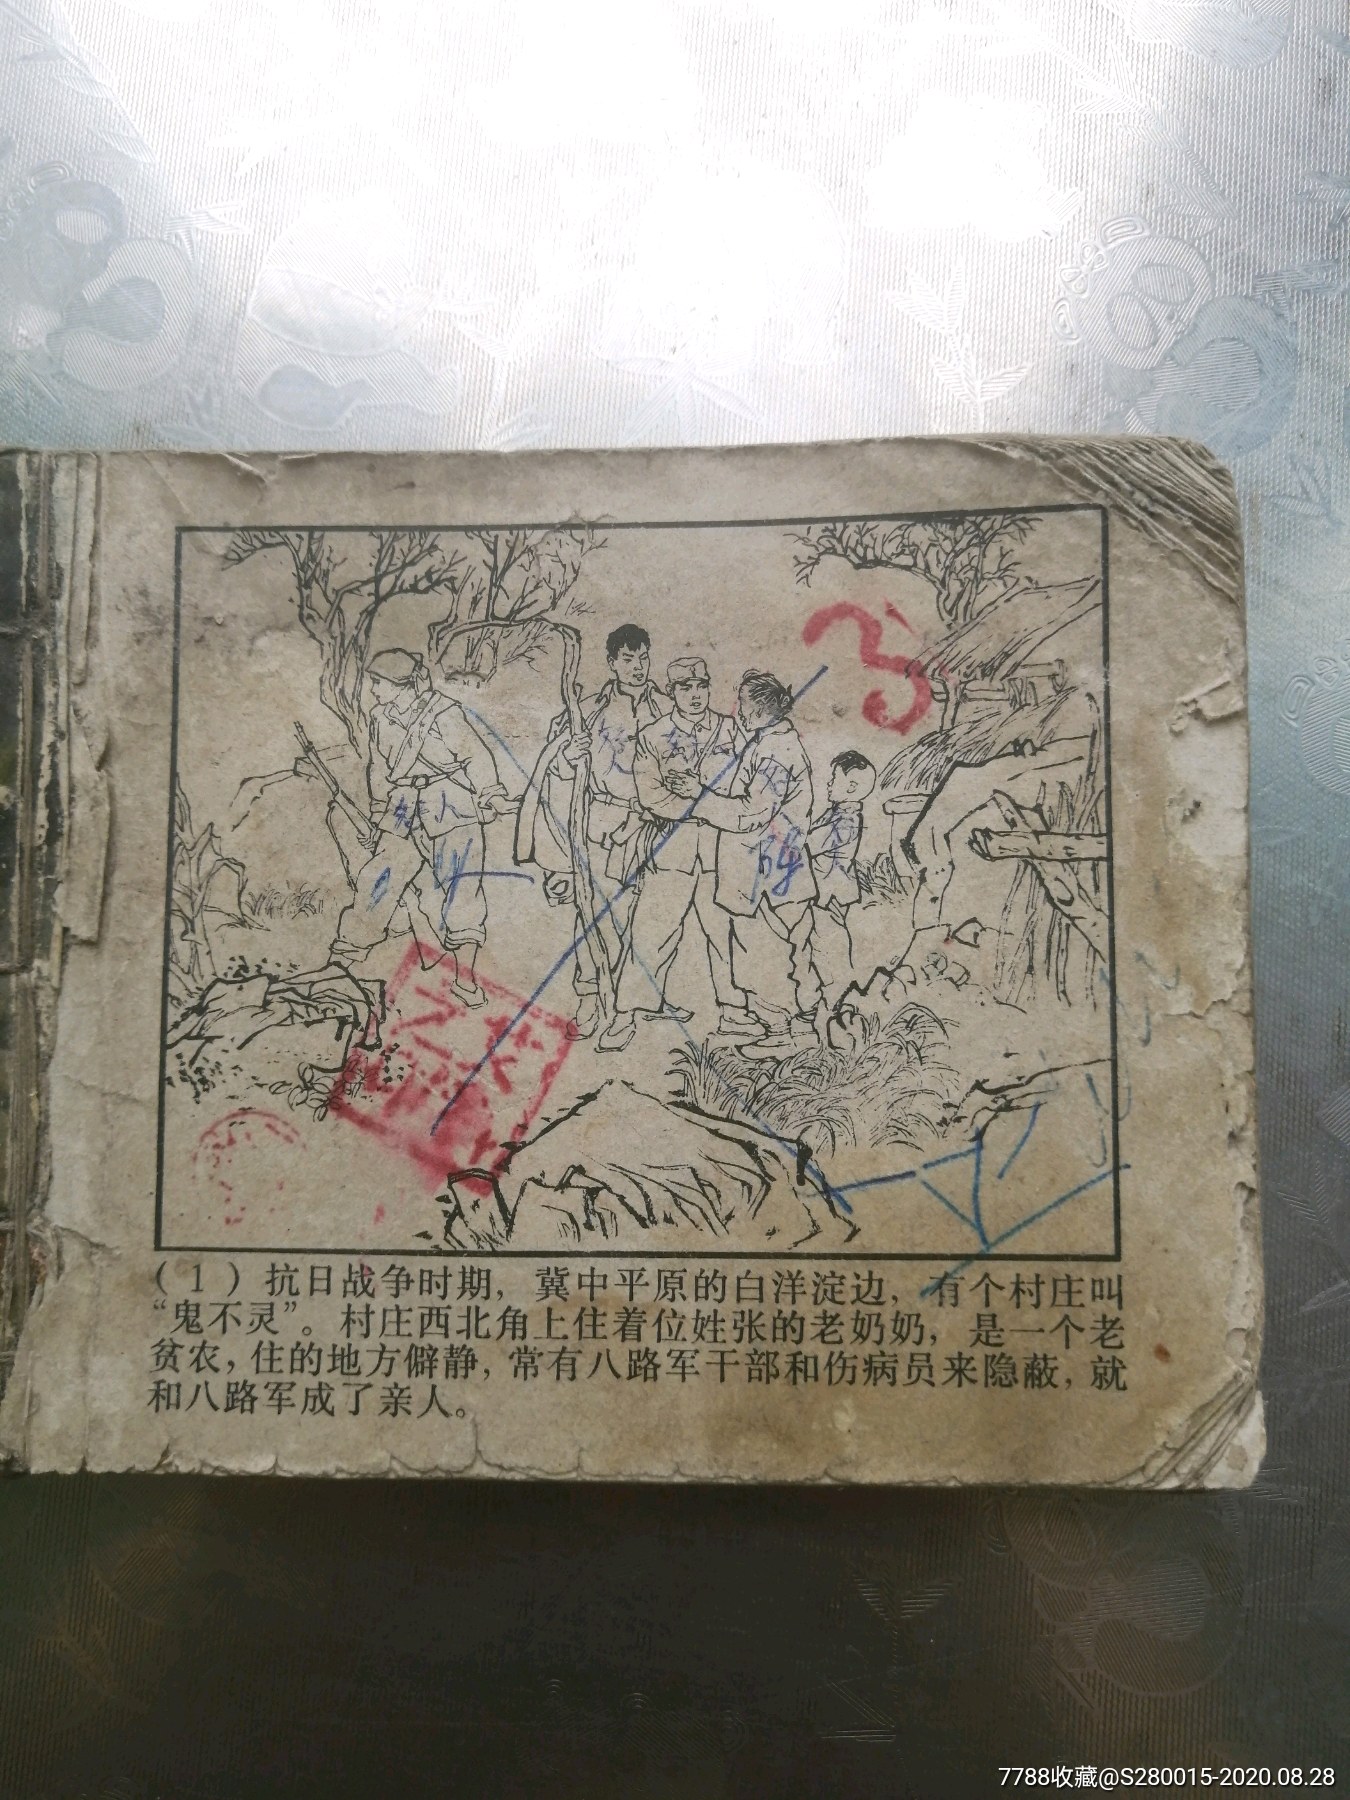 （1）抗日战争时期，冀中平原的白洋淀边，有个村庄叫
“鬼不灵”。村庄西北角上住着位姓张的老奶奶，是一个老
贫农，住的地方僻静，常有八路军干部和伤病员来隐蔽，就
和八路军成了亲人。
7788收藏@S280015-2020.08.28